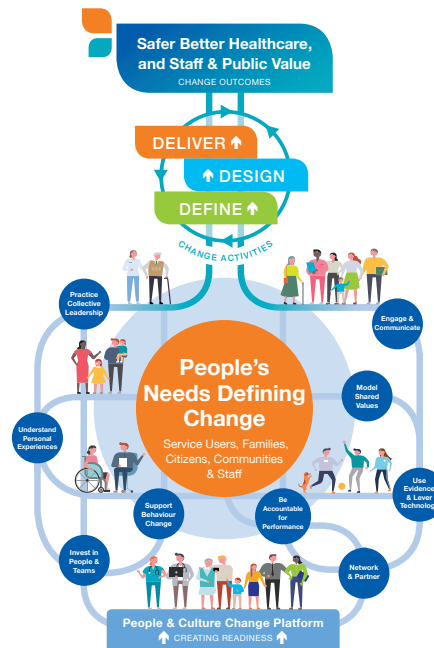 Safer Better Healthcare,
and Staff & Public Value
CHANGE OUTCOMES
DELIVER
DESIGN
DEFINE
CHANGE ACTIVITIES
Practice
Collective
Leadership
Engage &
Communicate
People's
Needs Defining
Change
Service Users, Families,
Citizens, Communities
& Staff
Model
Shared
Values
Understand
Personal
Experiences
Use
Evidence
& Lever
Technology
Support
Behaviour
Change
Be
Accountable
for
Performance
Invest in
People &
Teams
Network
& Partner
People & Culture Change Platform
CREATING READINESS